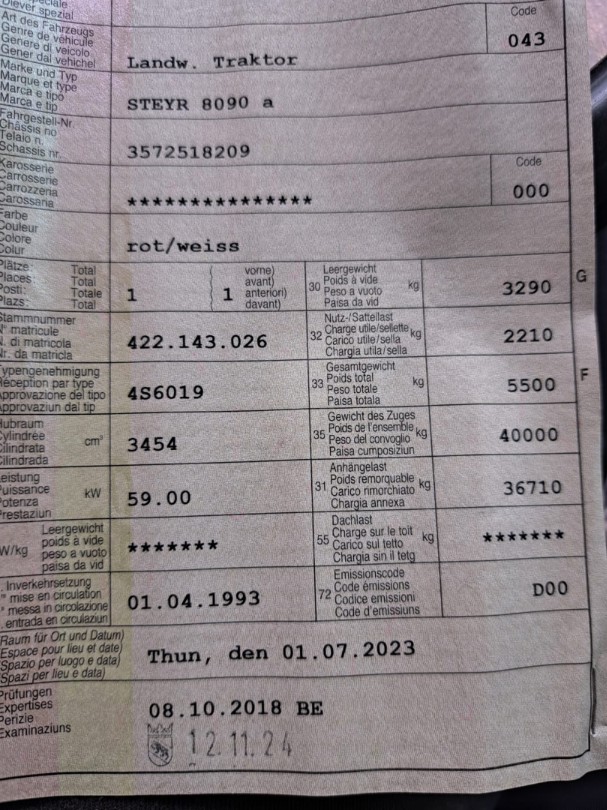 Diever spezial
Art des Fahrzeugs
Genre de véhicule
Genere di veicolo
Gener dal vehichel
Landw. Traktor
Code
043
Marke und Typ
Marque et type
Marca e tipo
Marca e tip
STEYR 8090 a
Fahrgestell-Nr.
Châssis no
Telaio n.
Schassis nr.
3572518209
Karosserie
Carrosserie
Carrozzeria
Carossaria
***************
Code
000
Farbe
Couleur
Colore
Colur
rot/weiss
Plätze: Total
Places: Total
Posti: Totale
Plazs: Total
1
vorne)
avant)
anteriori)
davant)
1
30 Leergewicht
Poids à vide
Peso a vuoto
Paisa da vid
kg
3290
G
Stammnummer
N° matricule
N. di matricola
Nr. da matricla
422.143.026
32 Nutz-/Sattellast
Charge utile/sellette
Carico utile/sella
Chargia utila/sella
kg
2210
Typengenehmigung
Réception par type
Approvazione del tipo
Approvaziun dal tip
4S6019
33 Gesamtgewicht
Poids total
Peso totale
Paisa totala
kg
5500
F
Hubraum
Cylindrée
Cilindrata
Cilindrada
cm³
3454
35 Gewicht des Zuges
Poids de l'ensemble
Peso del convoglio
Paisa cumposiziun
kg
40000
Leistung
Puissance
Potenza
Prestaziun
kW
59.00
31 Anhängelast
Poids remorquable
Carico rimorchiato
Chargia annexa
kg
36710
W/kg
Leergewicht
poids à vide
peso a vuoto
paisa da vid
*******
55 Dachlast
Charge sur le toit
Carico sul tetto
Chargia sin il tetg
kg
*******
. Inverkehrsetzung
mise en circulation
messa in circolazione
. entrada en circulaziun
01.04.1993
72 Emissionscode
Code émissions
Codice emissioni
Code d'emissiuns
D00
(Raum für Ort und Datum)
(Espace pour lieu et date)
(Spazio per luogo e data)
(Spazi per lieu e data)
Thun, den 01.07.2023
Prüfungen
Expertises
Perizie
Examinaziuns
08.10.2018 BE
12.11.24